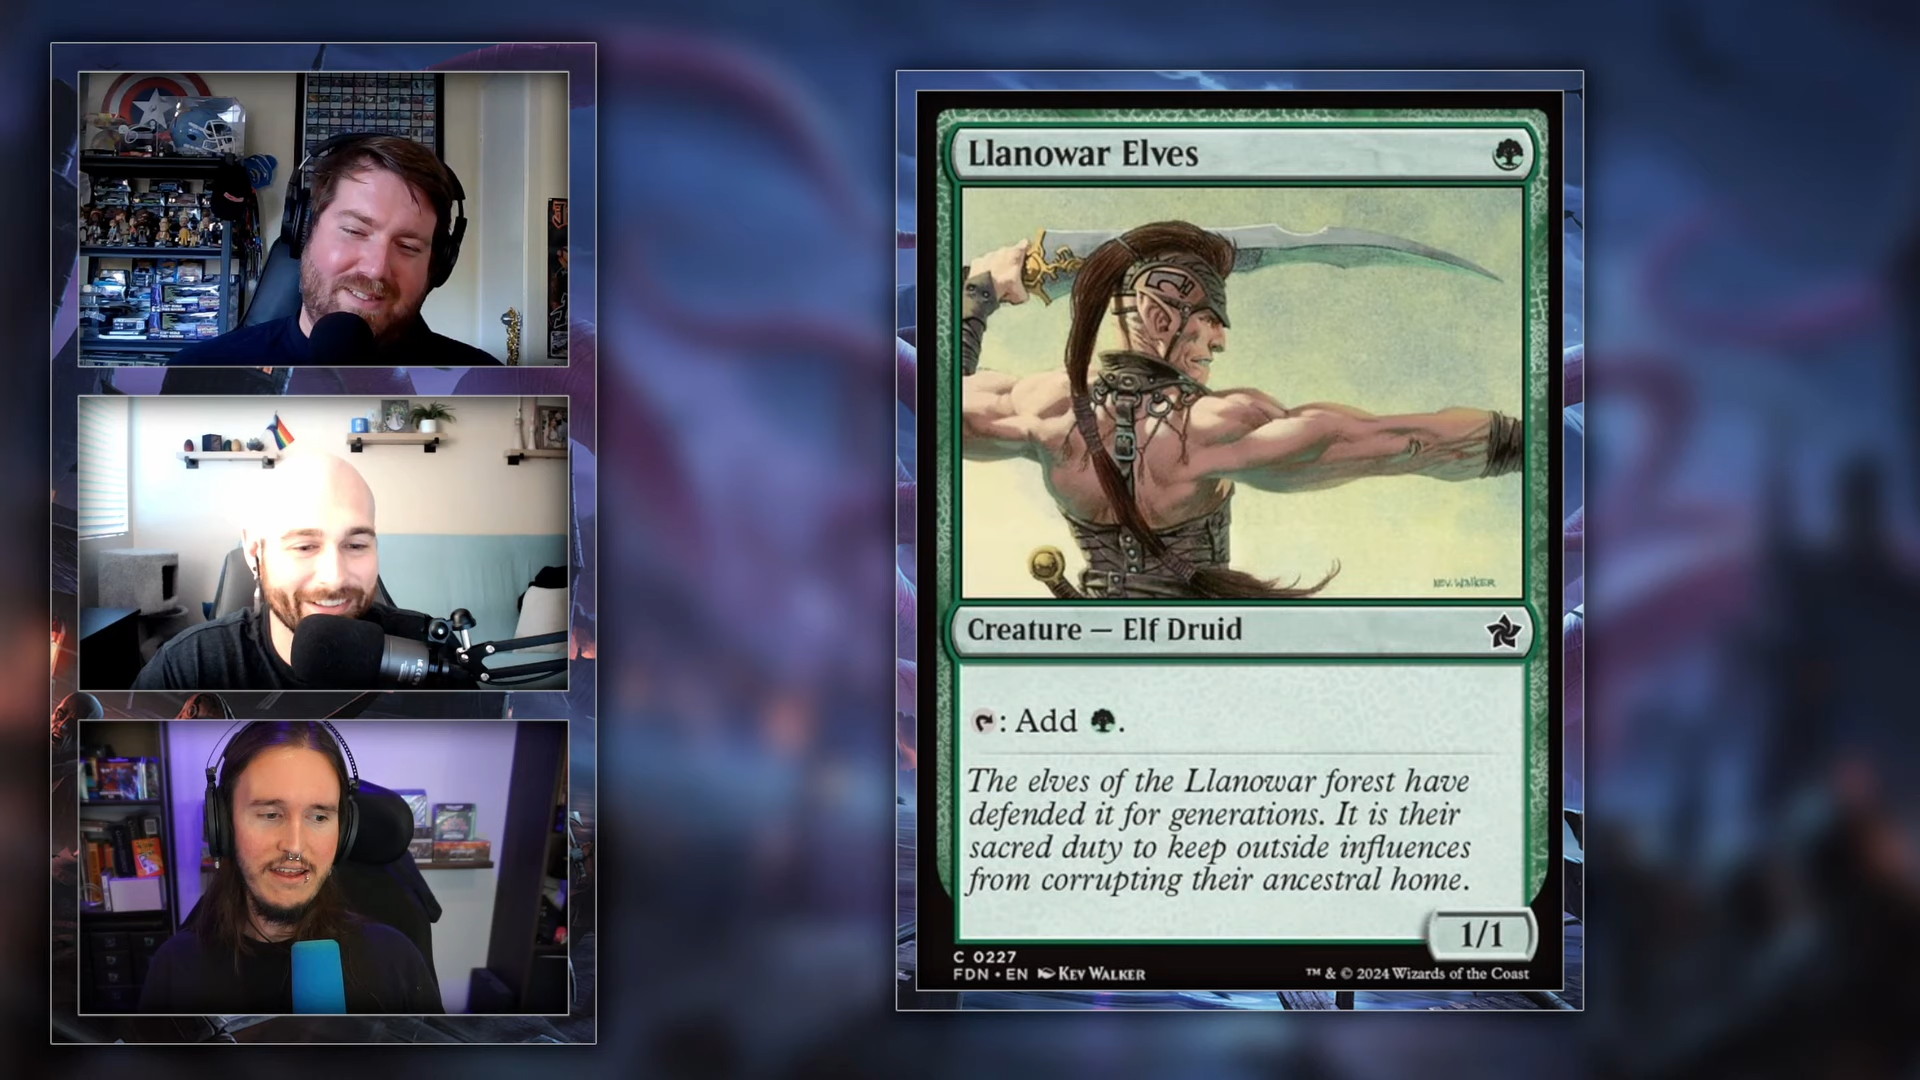 Llanowar Elves
KEV. WALKER
Creature — Elf Druid
: Add .
The elves of the Llanowar forest have
defended it for generations. It is their
sacred duty to keep outside influences
from corrupting their ancestral home.
1/1
C 0227
FDN • EN KEV WALKER
™ & © 2024 Wizards of the Coast